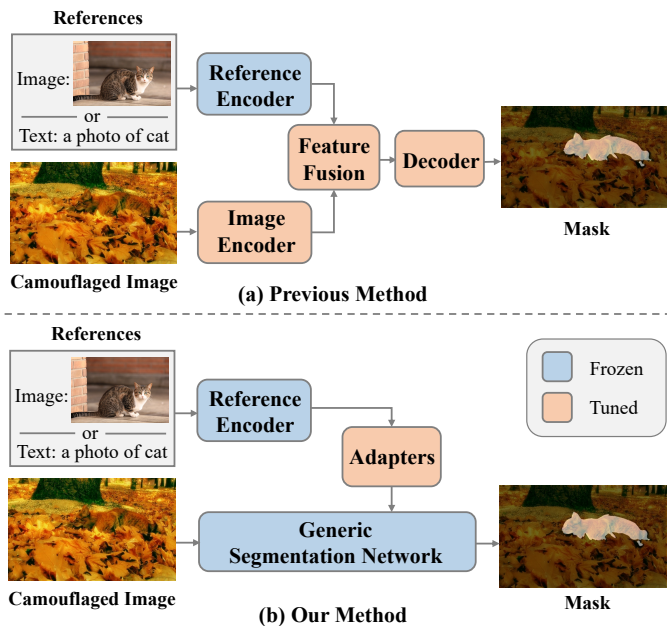 References
Image:
or
Text: a photo of cat
Reference
Encoder
Feature
Fusion
Decoder
Image
Encoder
Mask
Camouflaged Image
(a) Previous Method
References
Image:
or
Text: a photo of cat
Reference
Encoder
Adapters
Generic
Segmentation Network
Frozen
Tuned
Camouflaged Image
Mask
(b) Our Method